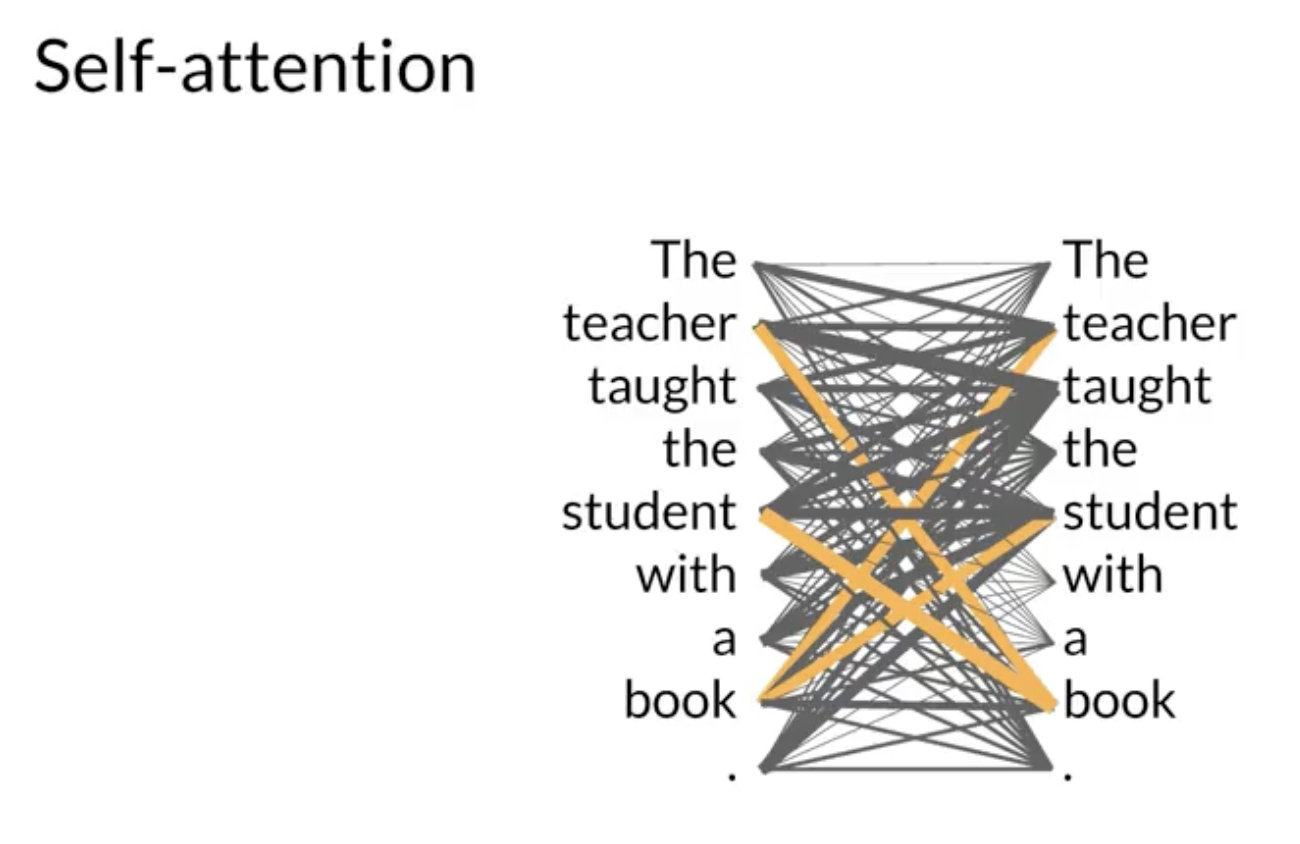 Self-attention
The The
teacher teacher
taught taught
the the
student student
with with
a a
book book
. .